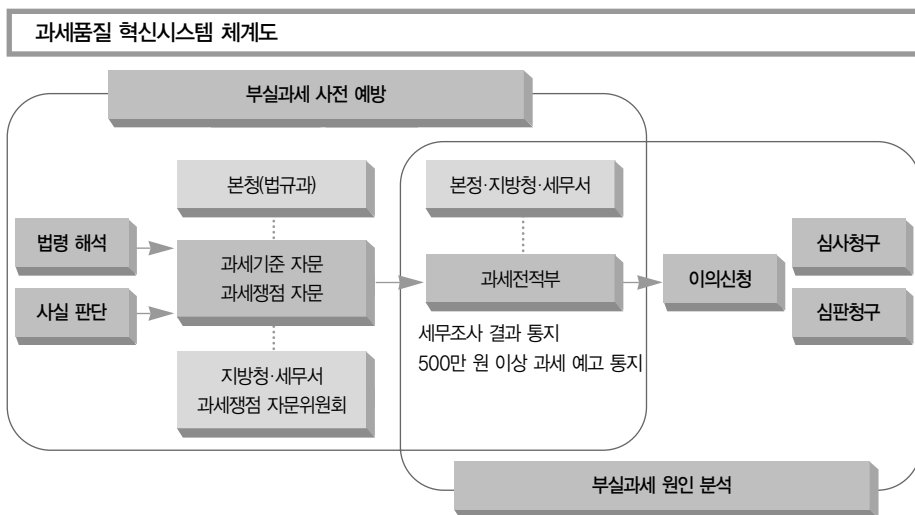 과세품질 혁신시스템 체계도
부실과세 사전 예방
본청(법규과)
본정·지방청·세무서
법령 해석
사실 판단
과세기준 자문
과세쟁점 자문
과세전적부
이의신청
심사청구
심판청구
세무조사 결과 통지
500만 원 이상 과세 예고 통지
지방청·세무서
과세쟁점 자문위원회
부실과세 원인 분석